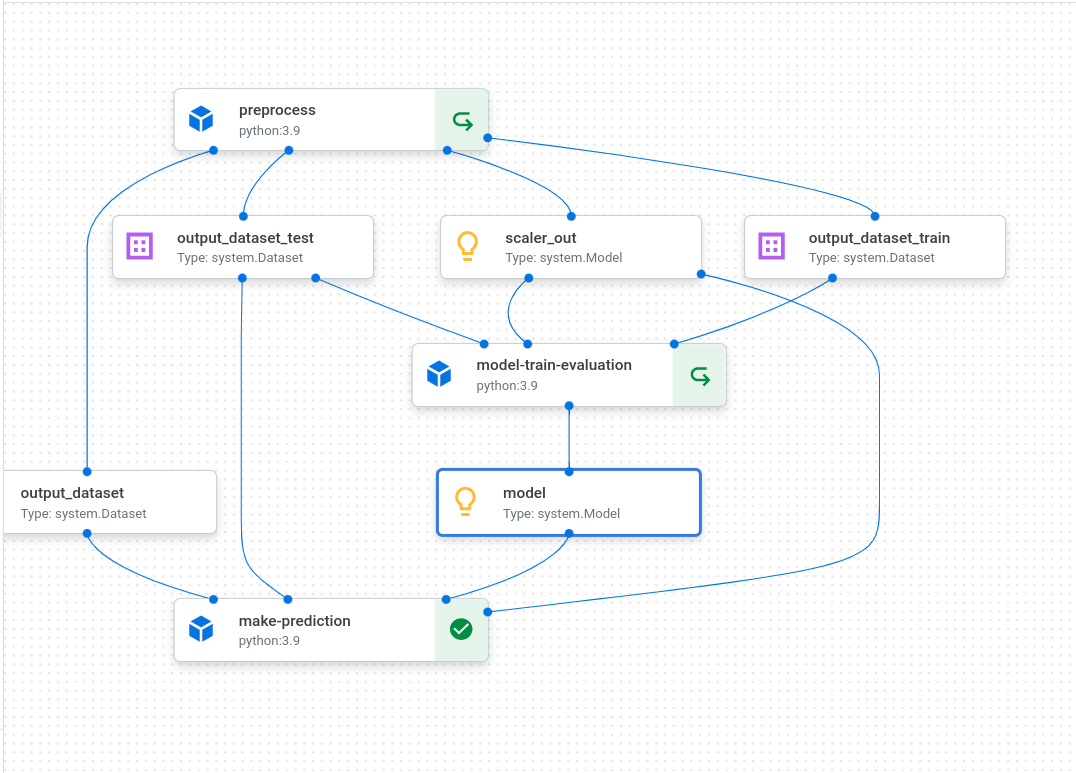 preprocess
python:3.9
output_dataset_test
Type: system.Dataset
scaler_out
Type: system.Model
output_dataset_train
Type: system.Dataset
model-train-evaluation
python:3.9
output_dataset
Type: system.Dataset
model
Type: system.Model
make-prediction
python:3.9